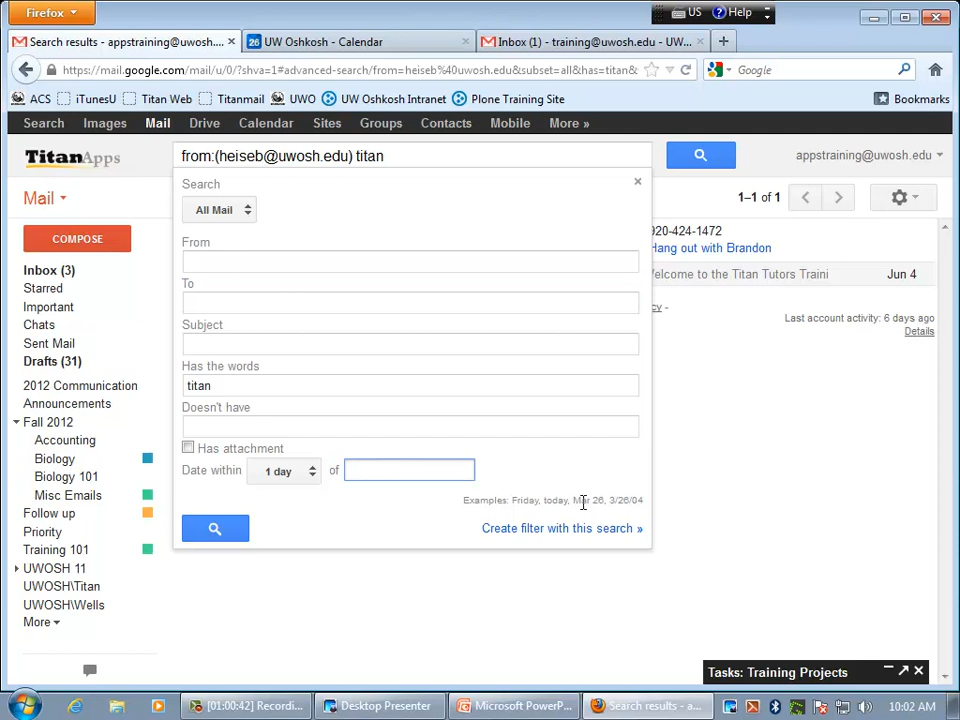 Firefox
US
Help
Search results - appstraining@uwosh....
UW Oshkosh - Calendar
Inbox (1) - training@uwosh.edu - UW...
https://mail.google.com/mail/u/0/?shva=1#advanced-search/from=heiseb%40uwosh.edu&subset=all&has=titan&
Google
ACS
iTunesU
Titan Web
Titanmail
UWO
UW Oshkosh Intranet
Plone Training Site
Bookmarks
Search Images Mail Drive Calendar Sites Groups Contacts Mobile More »
TitanApps
from:(heiseb@uwosh.edu) titan
appstraining@uwosh.edu
Mail
Search
1–1 of 1
All Mail
COMPOSE
920-424-1472
Hang out with Brandon
From
Inbox (3)
elcome to the Titan Tutors Traini
Jun 4
Starred
To
Important
cy -
Last account activity: 6 days ago
Details
Chats
Subject
Sent Mail
Drafts (31)
Has the words
titan
2012 Communication
Announcements
Doesn't have
Fall 2012
Accounting
Has attachment
Biology
Date within
1 day
of
Biology 101
Misc Emails
Examples: Friday, today, Mar 26, 3/26/04
Follow up
Create filter with this search »
Priority
Training 101
UWOSH 11
UWOSH\Titan
UWOSH\Wells
More
Tasks: Training Projects
[01:00:42] Recordi...
Desktop Presenter
Microsoft PowerP...
Search results - a...
10:02 AM